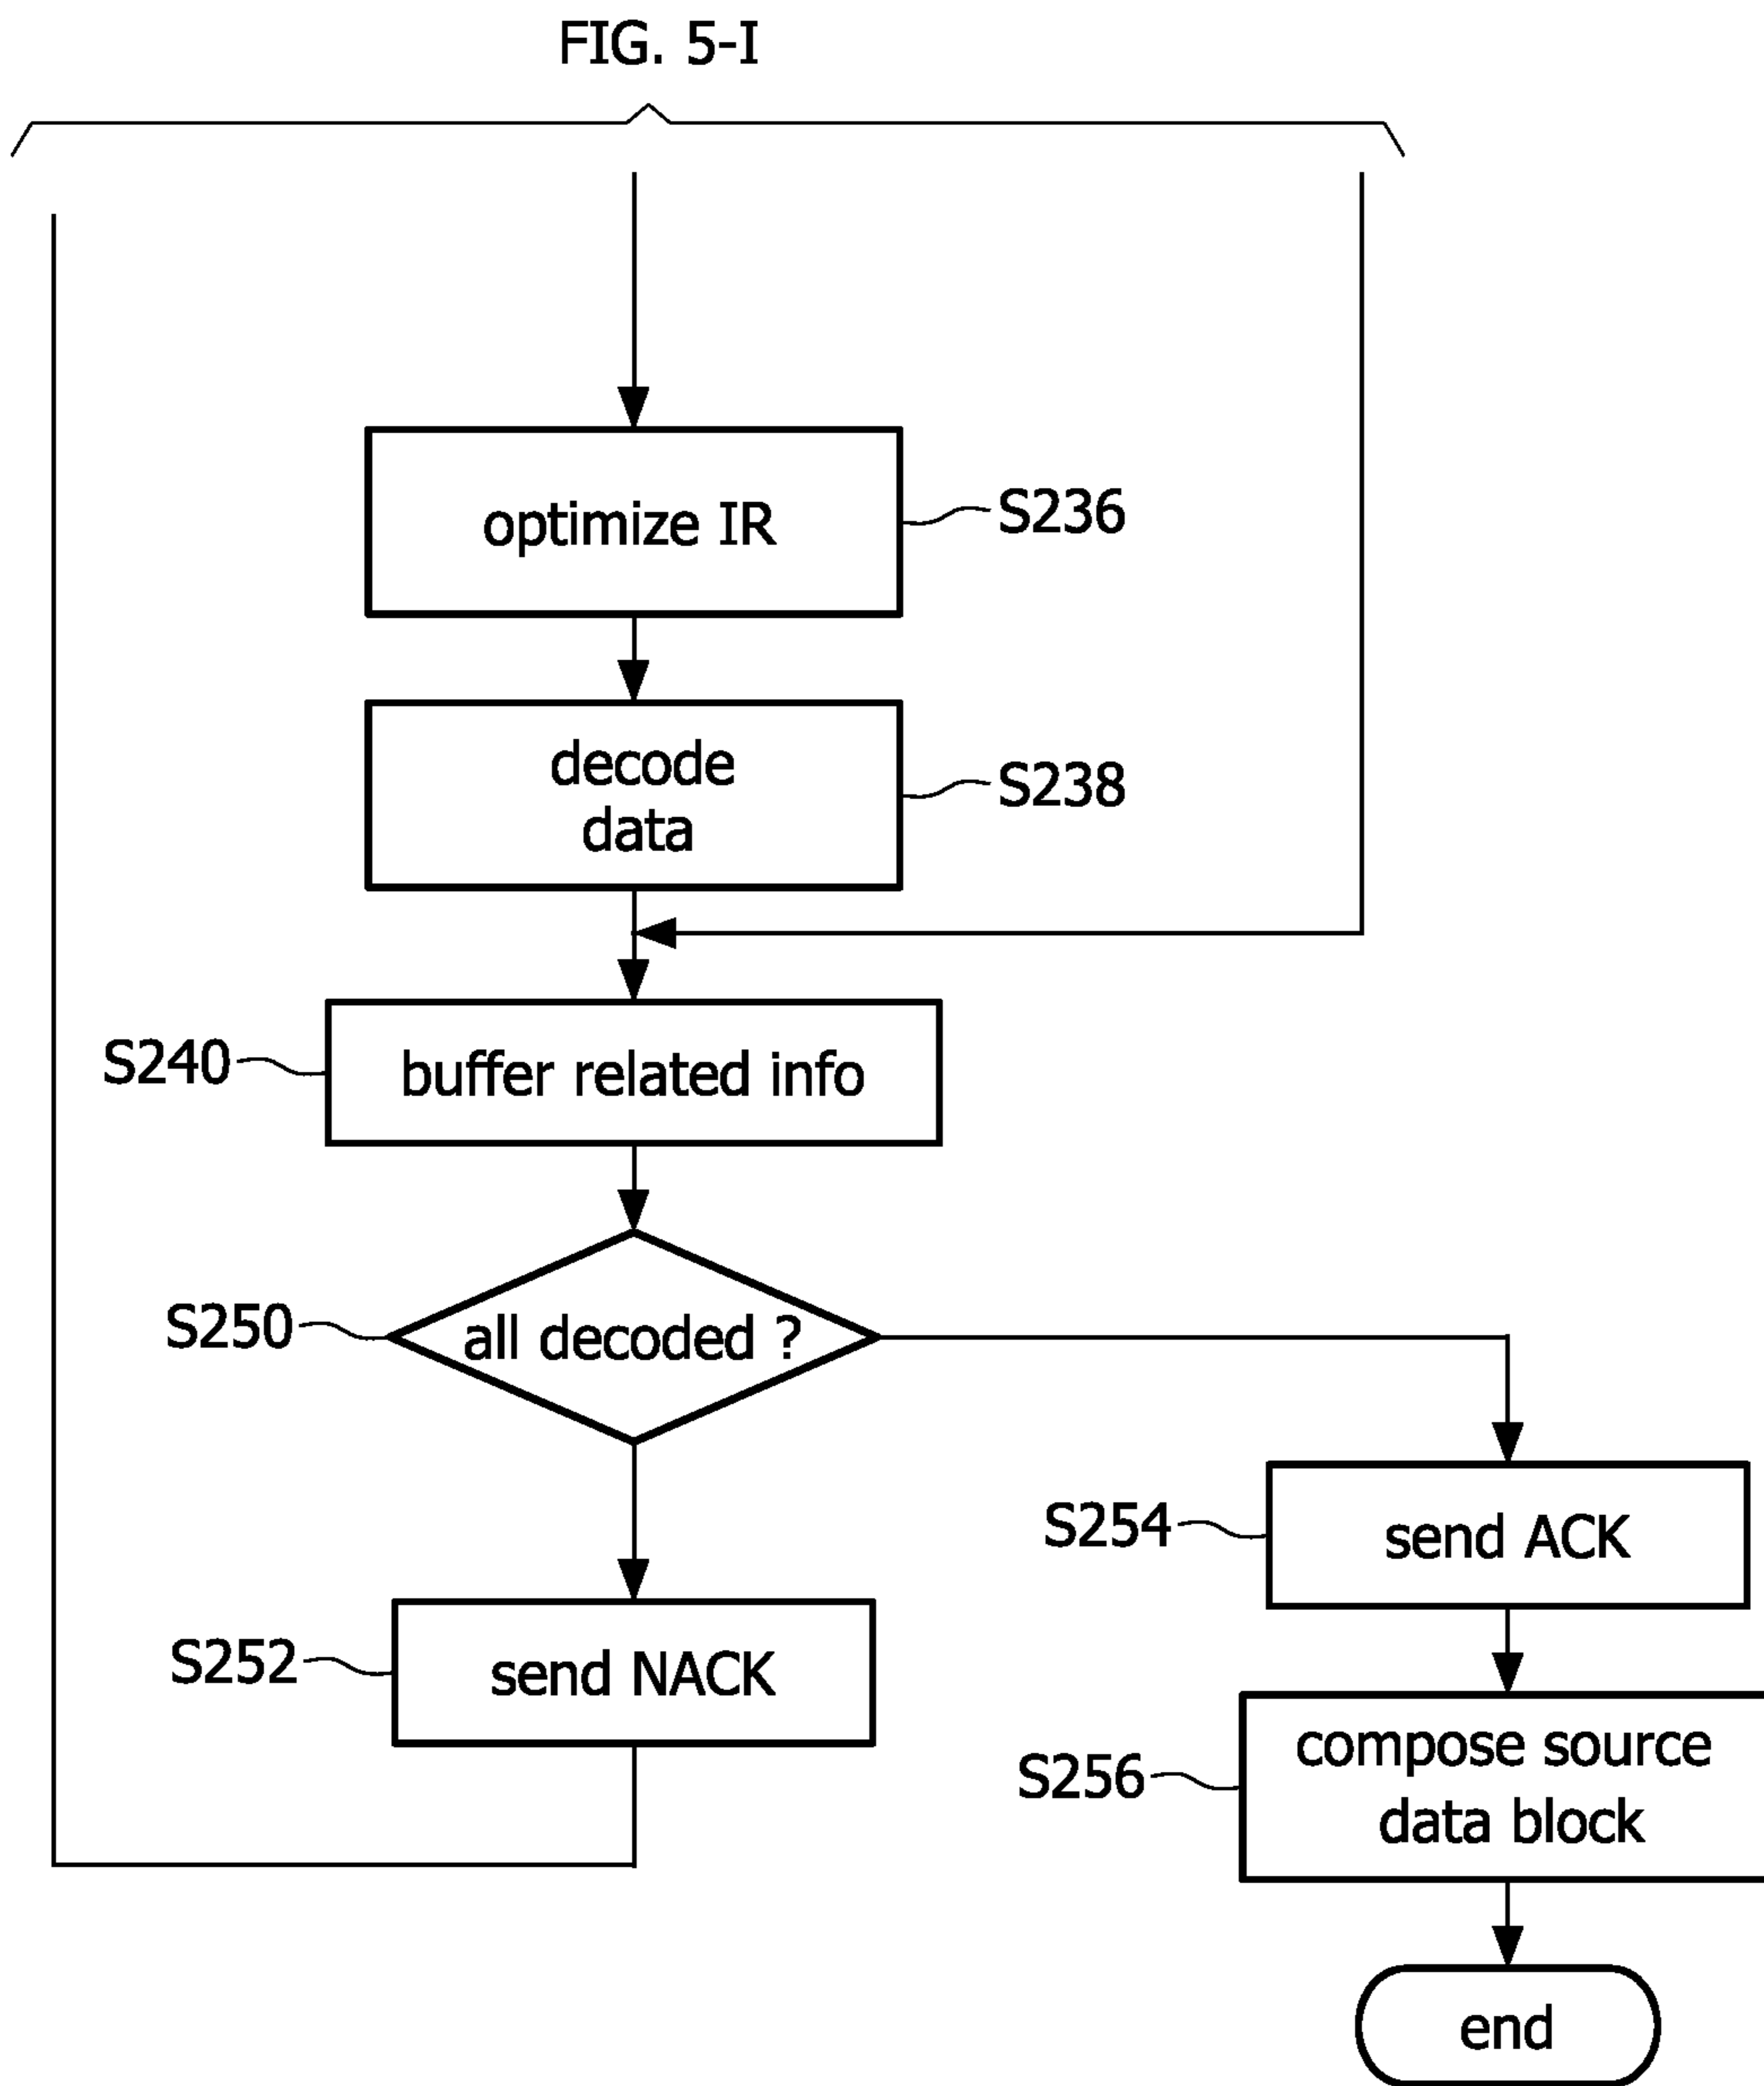 FIG. 5-I
optimize IR
S236
decode
data
S238
S240
buffer related info
S250
all decoded ?
S254
send ACK
S252
send NACK
S256
compose source
data block
end